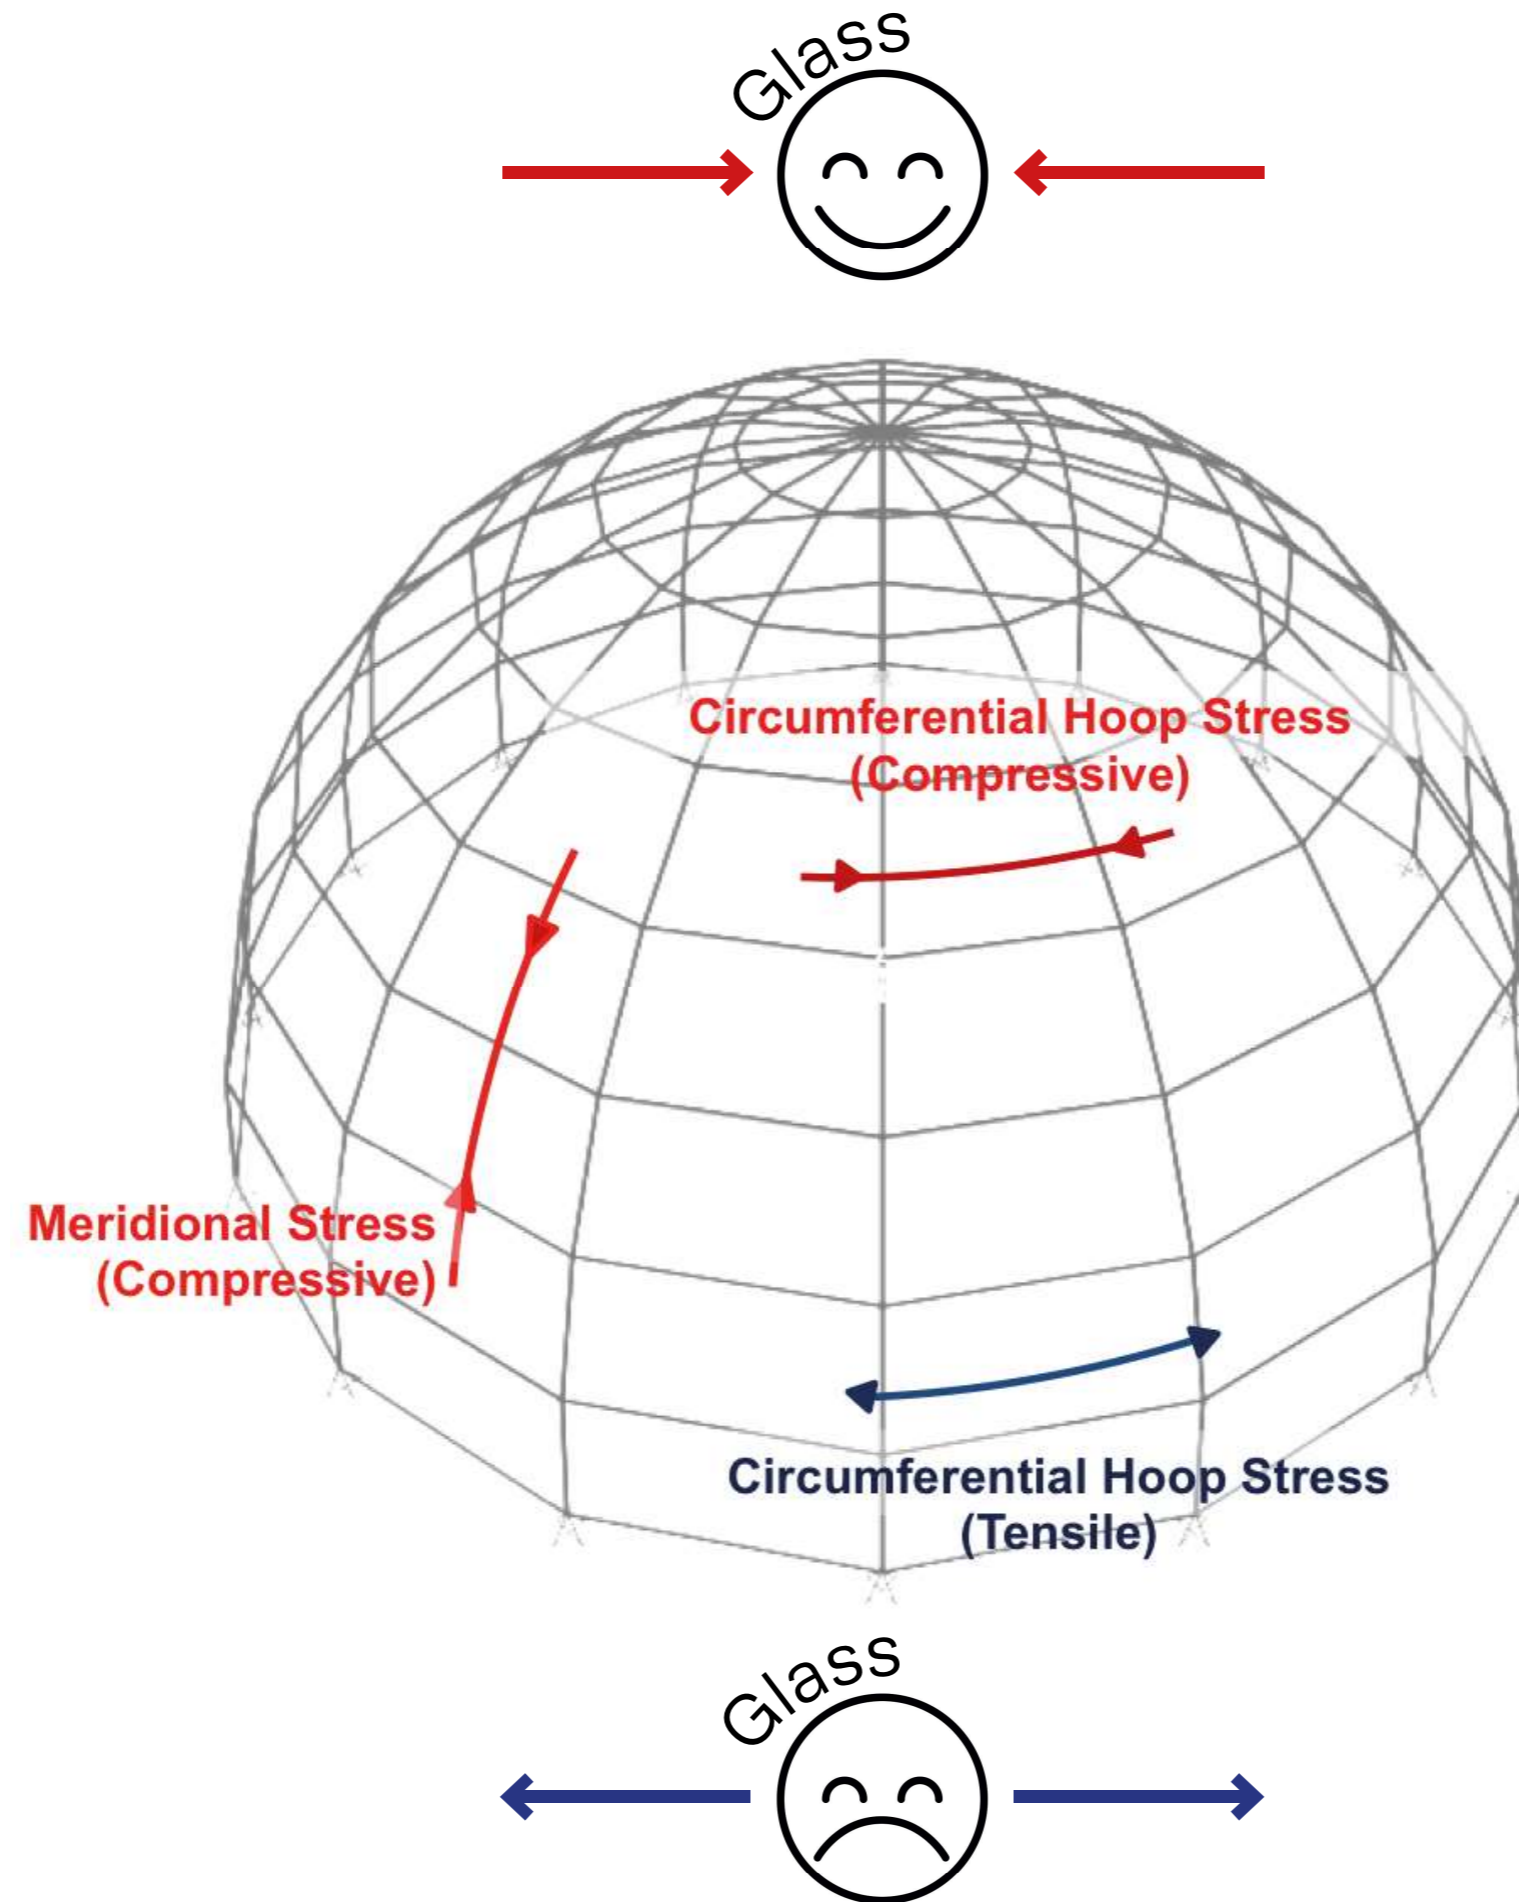 Glass
Circumferential Hoop Stress
(Compressive)
Meridional Stress
(Compressive)
Circumferential Hoop Stress
(Tensile)
Glass